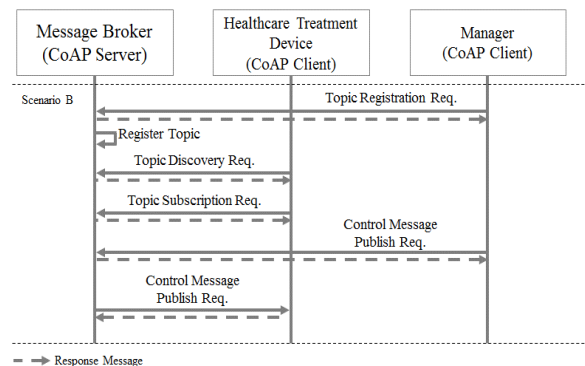 Message Broker
(CoAP Server)
Healthcare Treatment
Device
(CoAP Client)
Manager
(CoAP Client)
Scenario B
Topic Registration Req.
Register Topic
Topic Discovery Req.
Topic Subscription Req.
Control Message
Publish Req.
Control Message
Publish Req.
Response Message